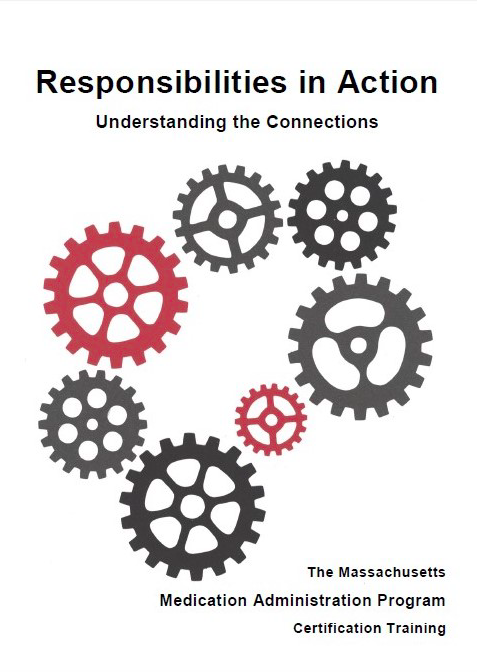 Responsibilities in Action
Understanding the Connections
The Massachusetts
Medication Administration Program
Certification Training